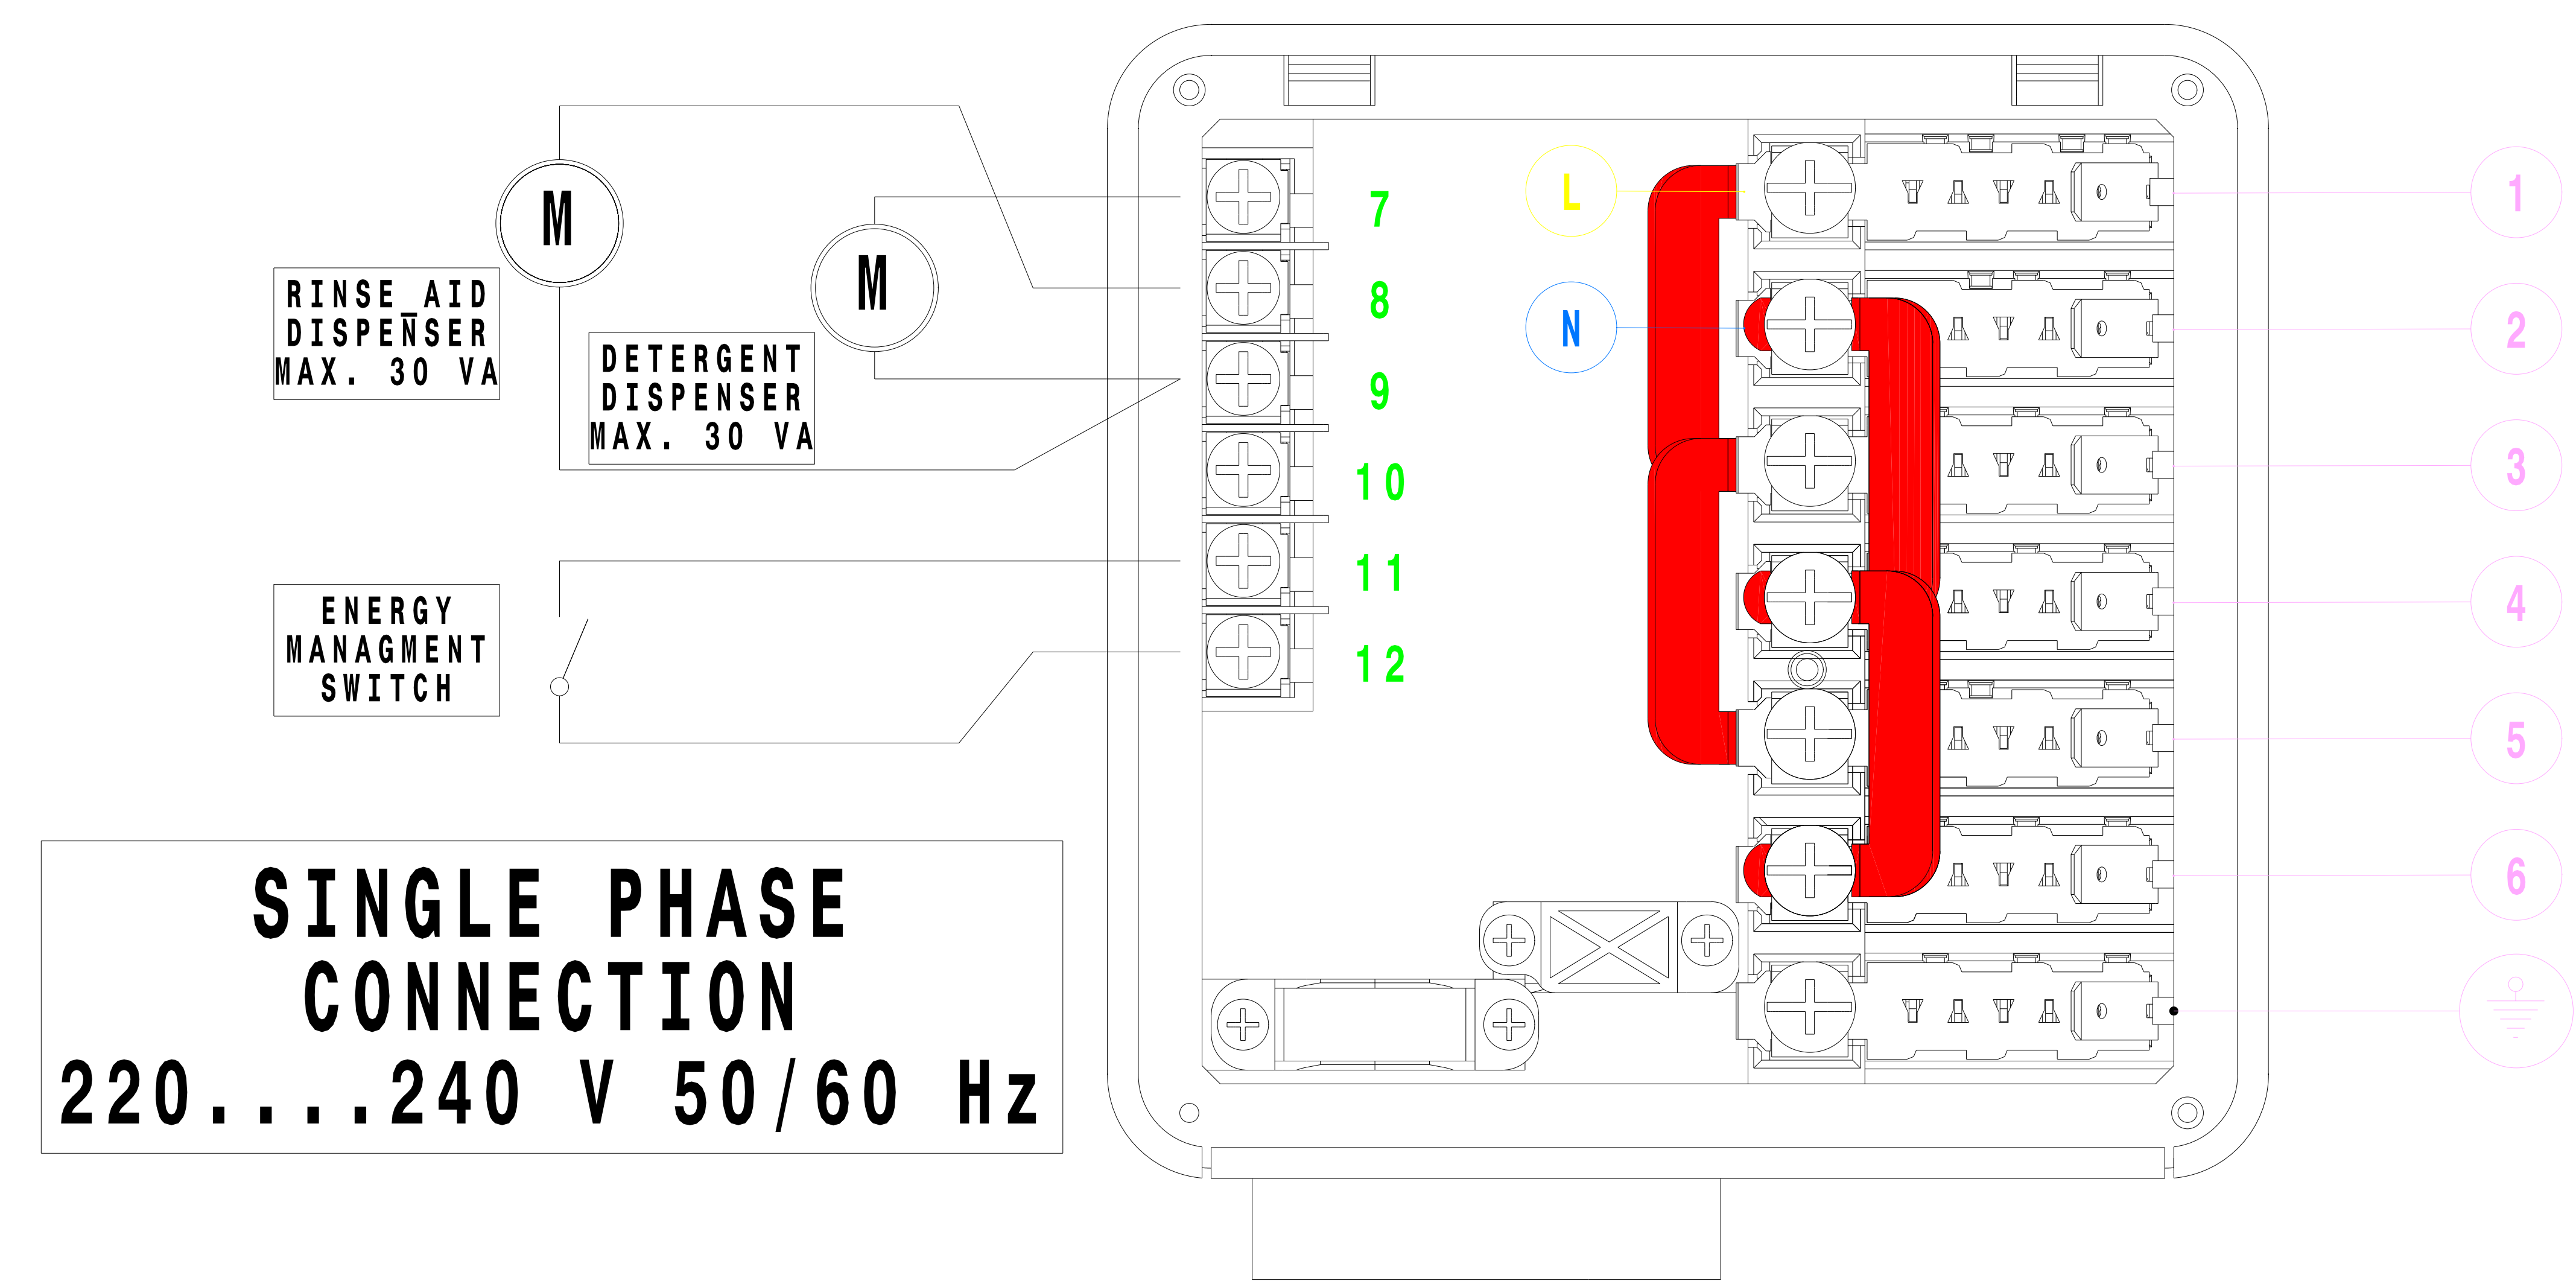 M
RINSE_AID
DISPENSER
MAX. 30 VA
M
DETERGENT
DISPENSER
MAX. 30 VA
ENERGY
MANAGMENT
SWITCH
SINGLE PHASE
CONNECTION
220....240 V 50/60 Hz
7
8
9
10
11
12
L
N
1
2
3
4
5
6